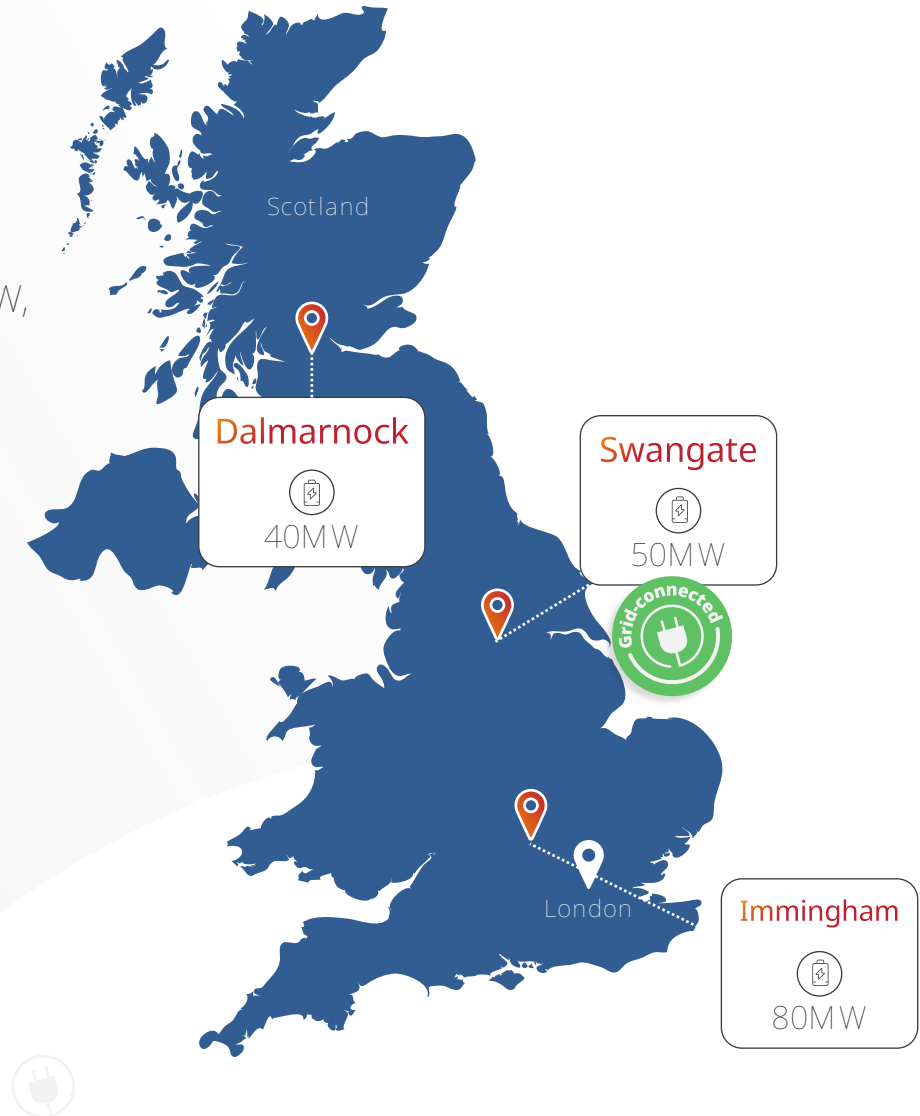 Scotland
W,
Dalmarnock
40MW
Swangate
50MW
Grid-connected
London
Immingham
80MW